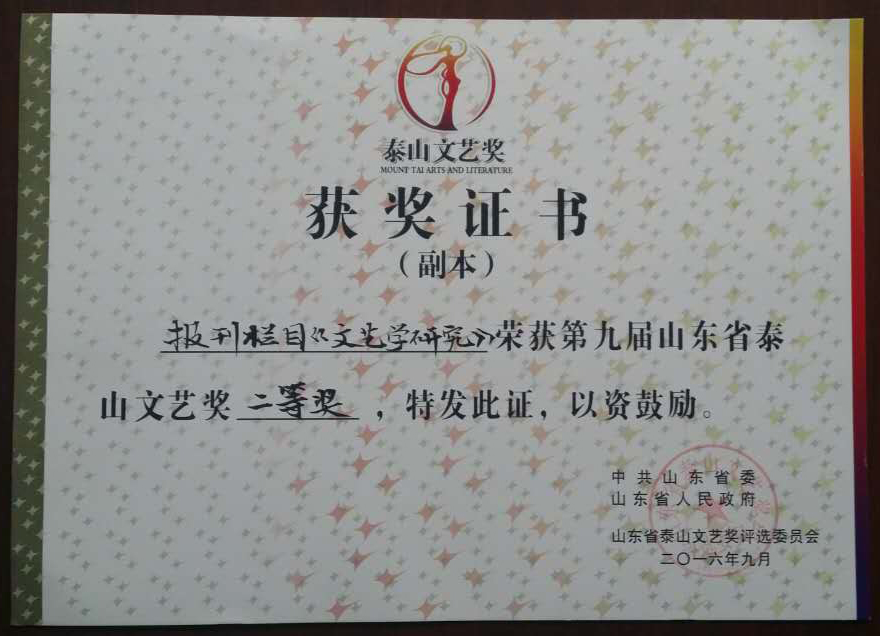 泰山文艺奖
MOUNT TAI ARTS AND LITERATURE
获奖证书
（副本）
报刊栏目《文艺学研究》荣获第九届山东省泰
山文艺奖二等奖，特发此证，以资鼓励。
中共山东省委
山东省人民政府
山东省泰山文艺奖评选委员会
二〇一六年九月